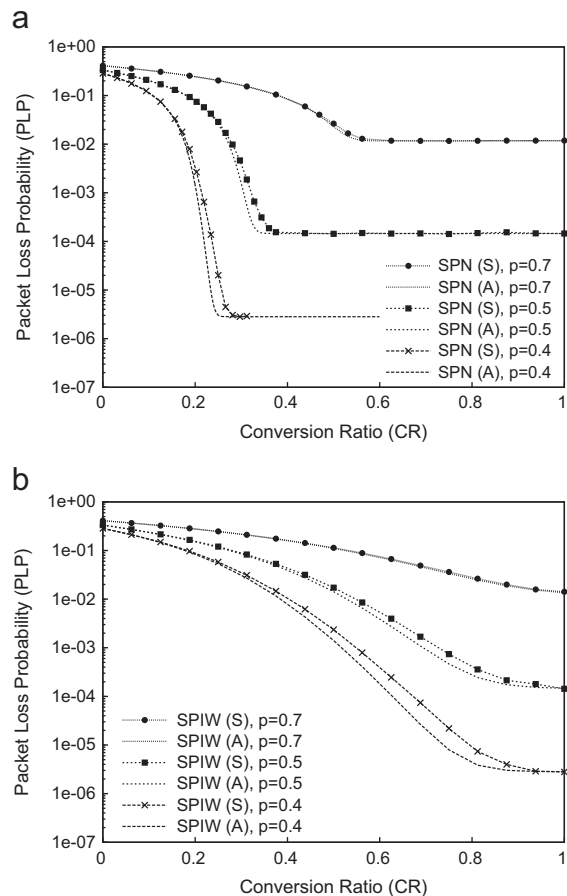 a
Packet Loss Probability (PLP)
1e+00
1e-01
1e-02
1e-03
1e-04
1e-05
1e-06
1e-07
SPN (S), p=0.7
SPN (A), p=0.7
SPN (S), p=0.5
SPN (A), p=0.5
SPN (S), p=0.4
SPN (A), p=0.4
0 0.2 0.4 0.6 0.8 1
Conversion Ratio (CR)
b
Packet Loss Probability (PLP)
1e+00
1e-01
1e-02
1e-03
1e-04
1e-05
1e-06
1e-07
SPIW (S), p=0.7
SPIW (A), p=0.7
SPIW (S), p=0.5
SPIW (A), p=0.5
SPIW (S), p=0.4
SPIW (A), p=0.4
0 0.2 0.4 0.6 0.8 1
Conversion Ratio (CR)